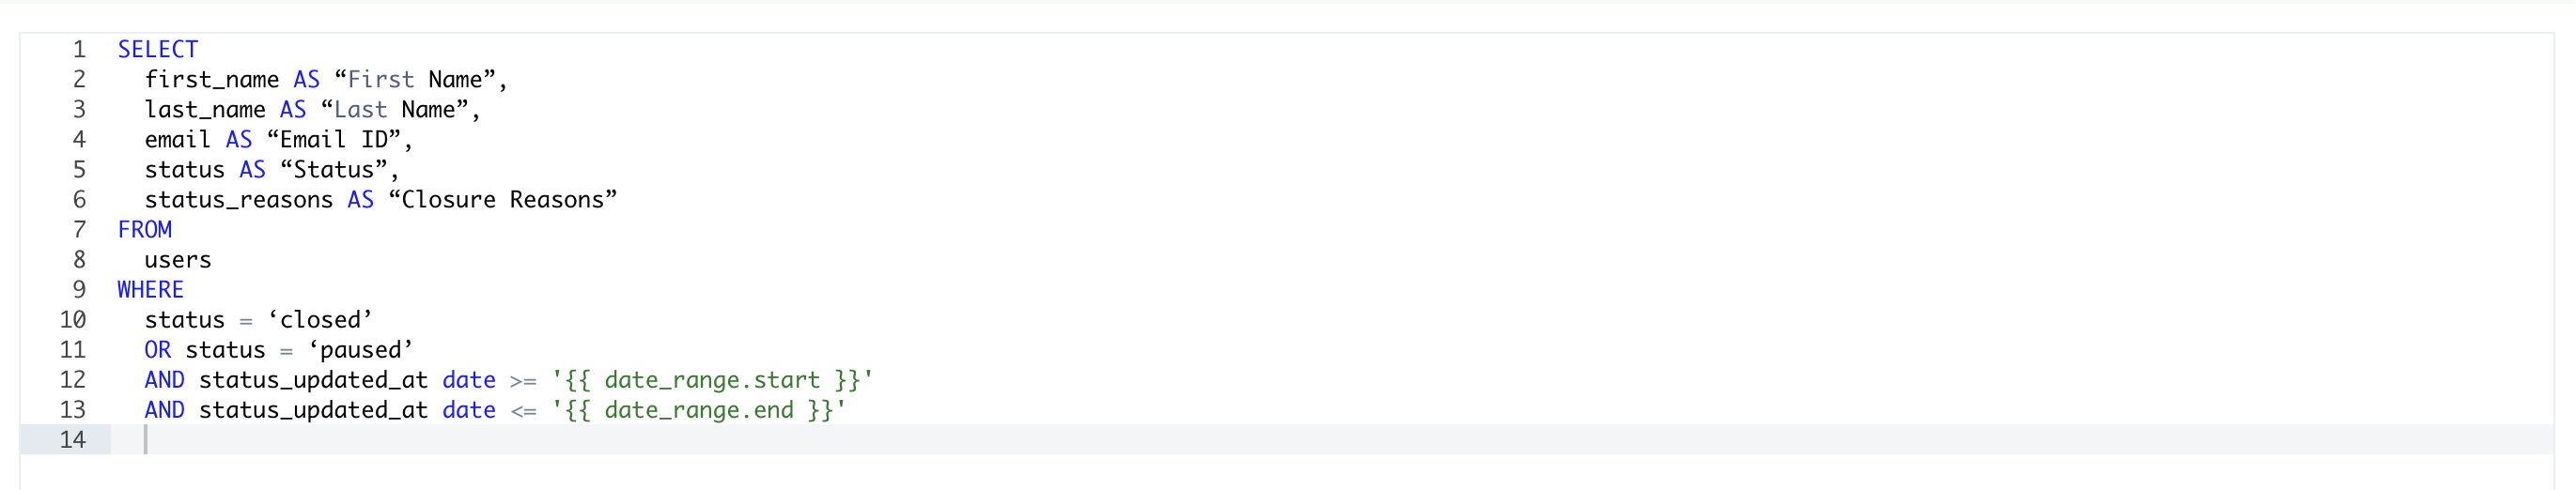 1 SELECT
2 first_name AS “First Name”,
3 last_name AS “Last Name”,
4 email AS “Email ID”,
5 status AS “Status”,
6 status_reasons AS “Closure Reasons”
7 FROM
8 users
9 WHERE
10 status = ‘closed’
11 OR status = ‘paused’
12 AND status_updated_at date >= '{{ date_range.start }}'
13 AND status_updated_at date <= '{{ date_range.end }}'
14